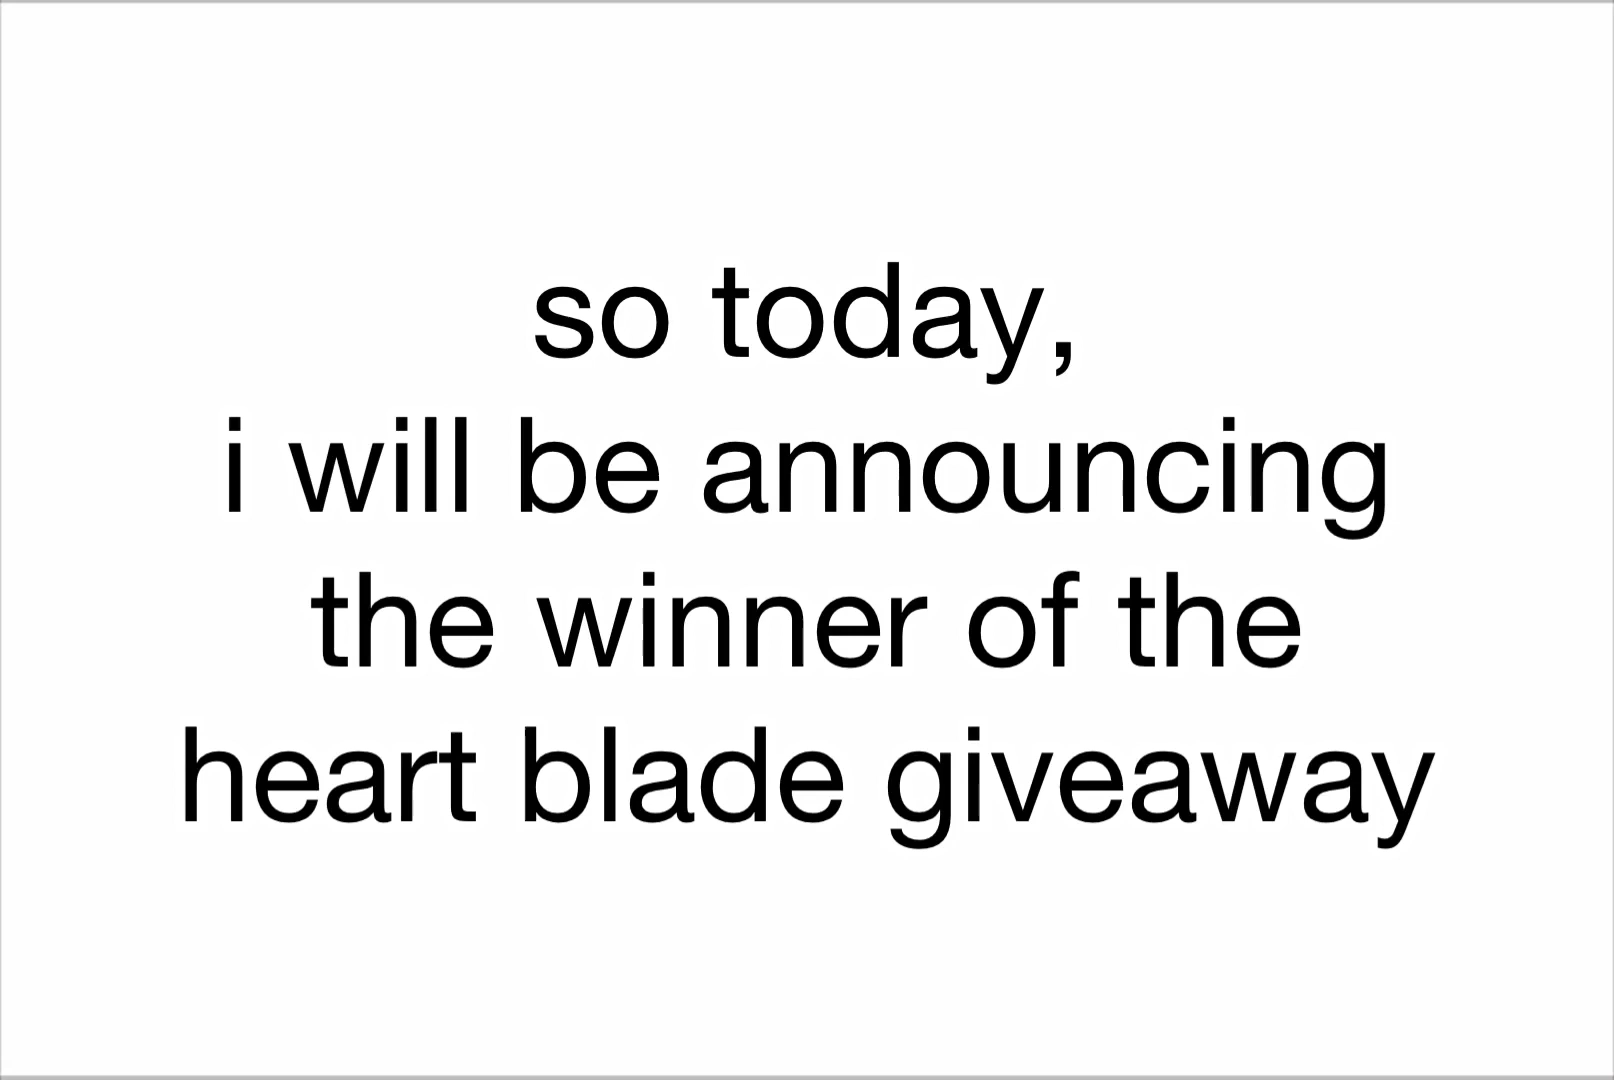 so today,
i will be announcing
the winner of the
heart blade giveaway